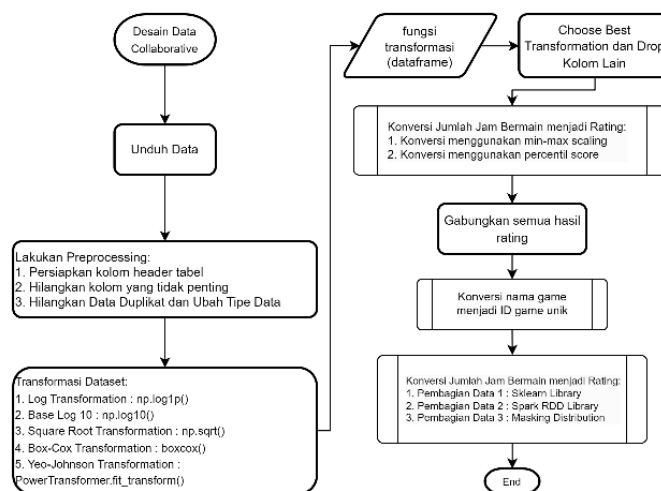 Desain Data
Collaborative
Unduh Data
Lakukan Preprocessing:
1. Persiapkan kolom header tabel
2. Hilangkan kolom yang tidak penting
3. Hilangkan Data Duplikat dan Ubah Tipe Data
Transformasi Dataset:
1. Log Transformation : np.log1p()
2. Base Log 10 : np.log10()
3. Square Root Transformation : np.sqrt()
4. Box-Cox Transformation : boxcox()
5. Yeo-Johnson Transformation :
PowerTransformer.fit_transform()
fungsi
transformasi
(dataframe)
Choose Best
Transformation dan Drop
Kolom Lain
Konversi Jumlah Jam Bermain menjadi Rating:
1. Konversi menggunakan min-max scaling
2. Konversi menggunakan percentil score
Gabungkan semua hasil
rating
Konversi nama game
menjadi ID game unik
Konversi Jumlah Jam Bermain menjadi Rating:
1. Pembagian Data 1 : Sklearn Library
2. Pembagian Data 2 : Spark RDD Library
3. Pembagian Data 3 : Masking Distribution
End